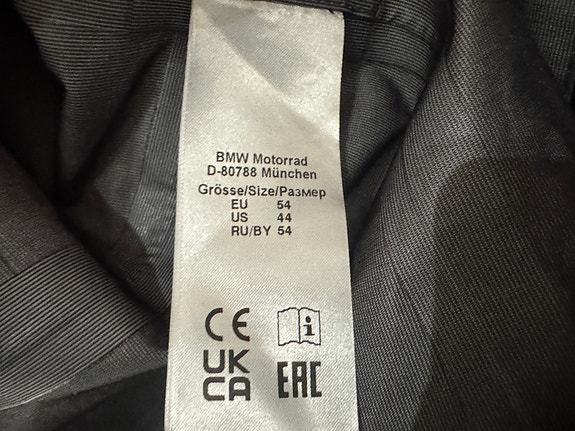 BMW Motorrad
D-80788 München
Grösse/Size/Размер
EU 54
US 44
RU/BY 54
CE i
UK
CA EAC